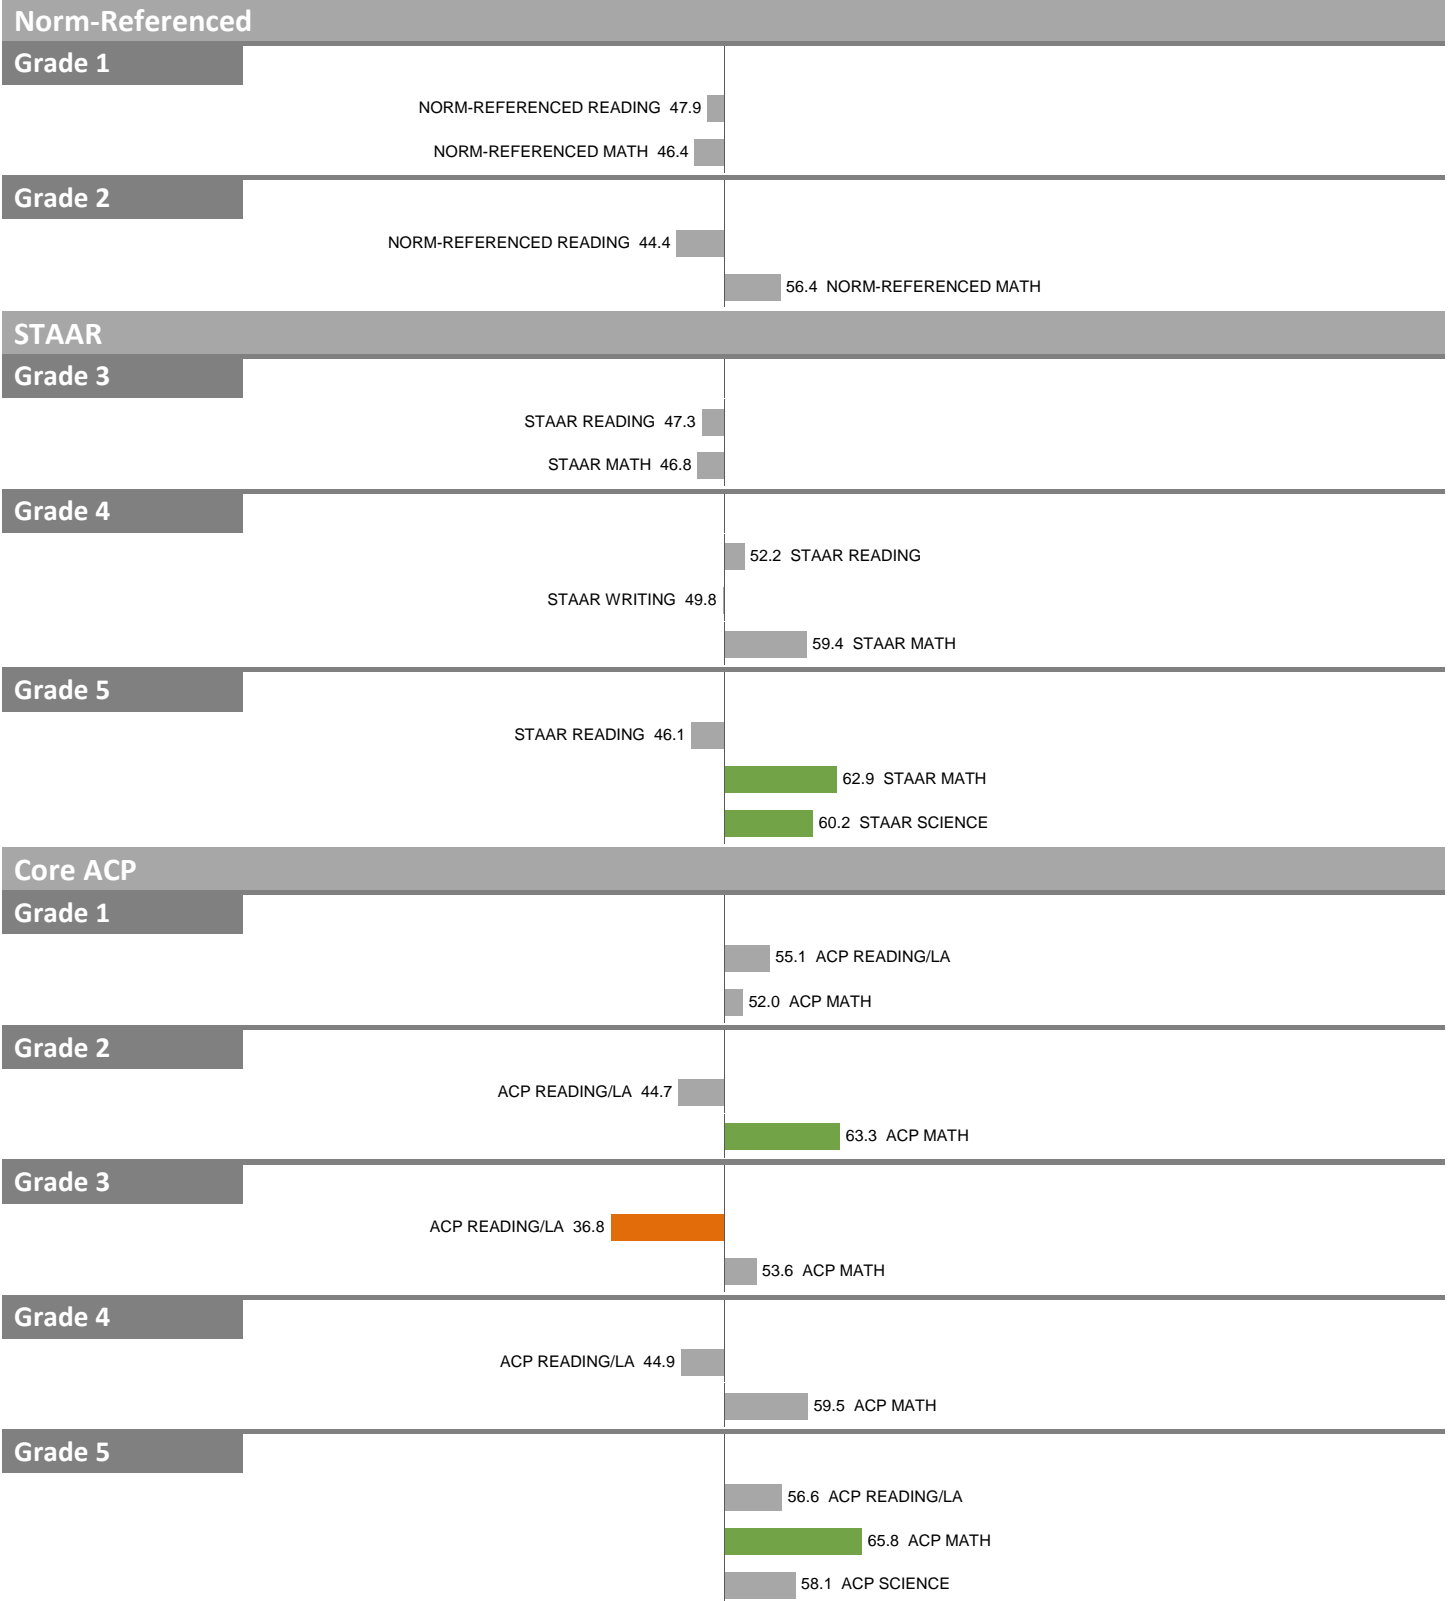 Norm-Referenced
Grade 1
NORM-REFERENCED READING 47.9
NORM-REFERENCED MATH 46.4
Grade 2
NORM-REFERENCED READING 44.4
56.4 NORM-REFERENCED MATH
STAAR
Grade 3
STAAR READING 47.3
STAAR MATH 46.8
Grade 4
52.2 STAAR READING
STAAR WRITING 49.8
59.4 STAAR MATH
Grade 5
STAAR READING 46.1
62.9 STAAR MATH
60.2 STAAR SCIENCE
Core ACP
Grade 1
55.1 ACP READING/LA
52.0 ACP MATH
Grade 2
ACP READING/LA 44.7
63.3 ACP MATH
Grade 3
ACP READING/LA 36.8
53.6 ACP MATH
Grade 4
ACP READING/LA 44.9
59.5 ACP MATH
Grade 5
56.6 ACP READING/LA
65.8 ACP MATH
58.1 ACP SCIENCE